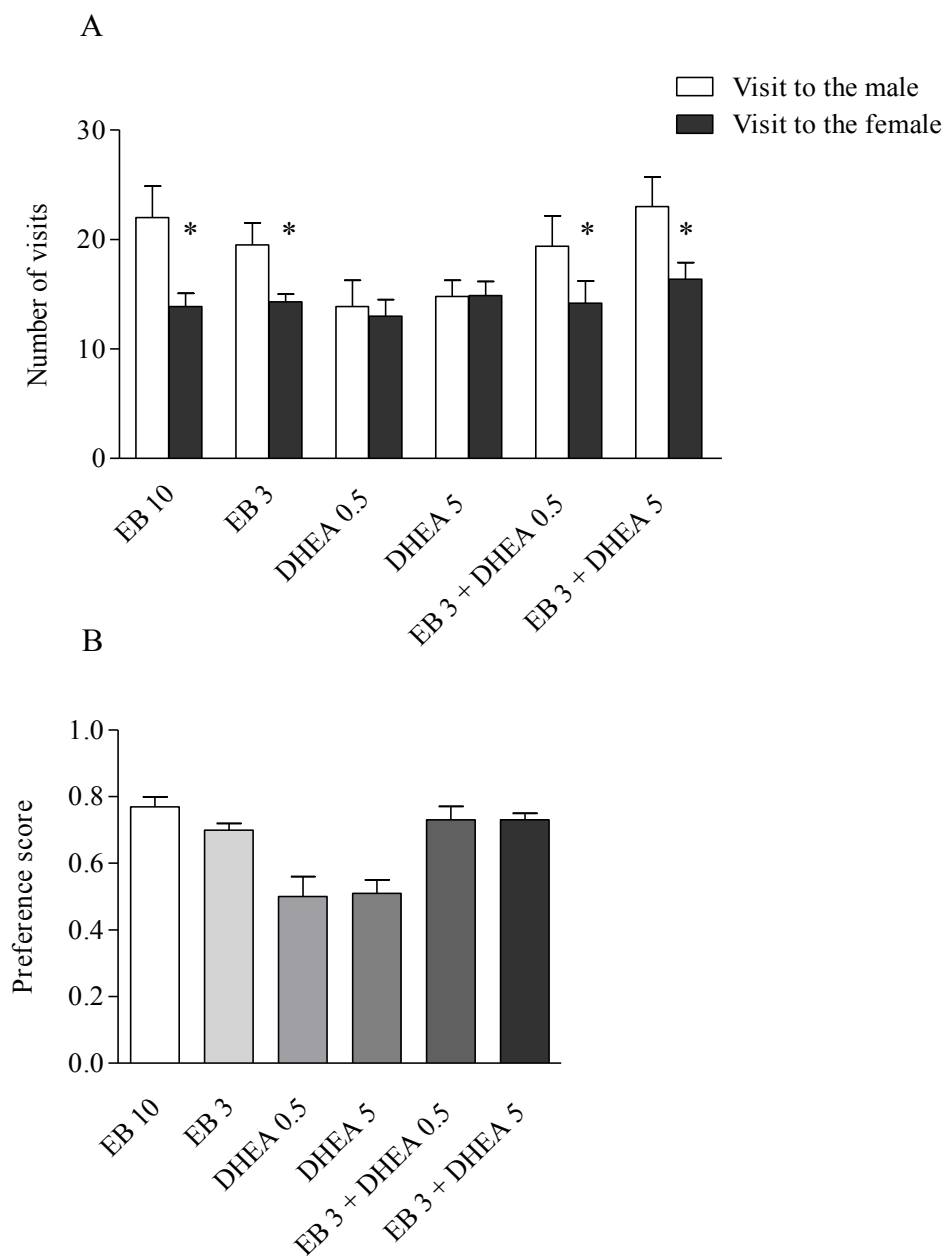 A
Visit to the male
Visit to the female
30
20
10
0
Number of visits
*
*
*
*
EB 10
EB 3
DHEA 0.5
DHEA 5
EB 3 + DHEA 0.5
EB 3 + DHEA 5
B
1.0
0.8
0.6
0.4
0.2
0.0
Preference score
EB 10
EB 3
DHEA 0.5
DHEA 5
EB 3 + DHEA 0.5
EB 3 + DHEA 5